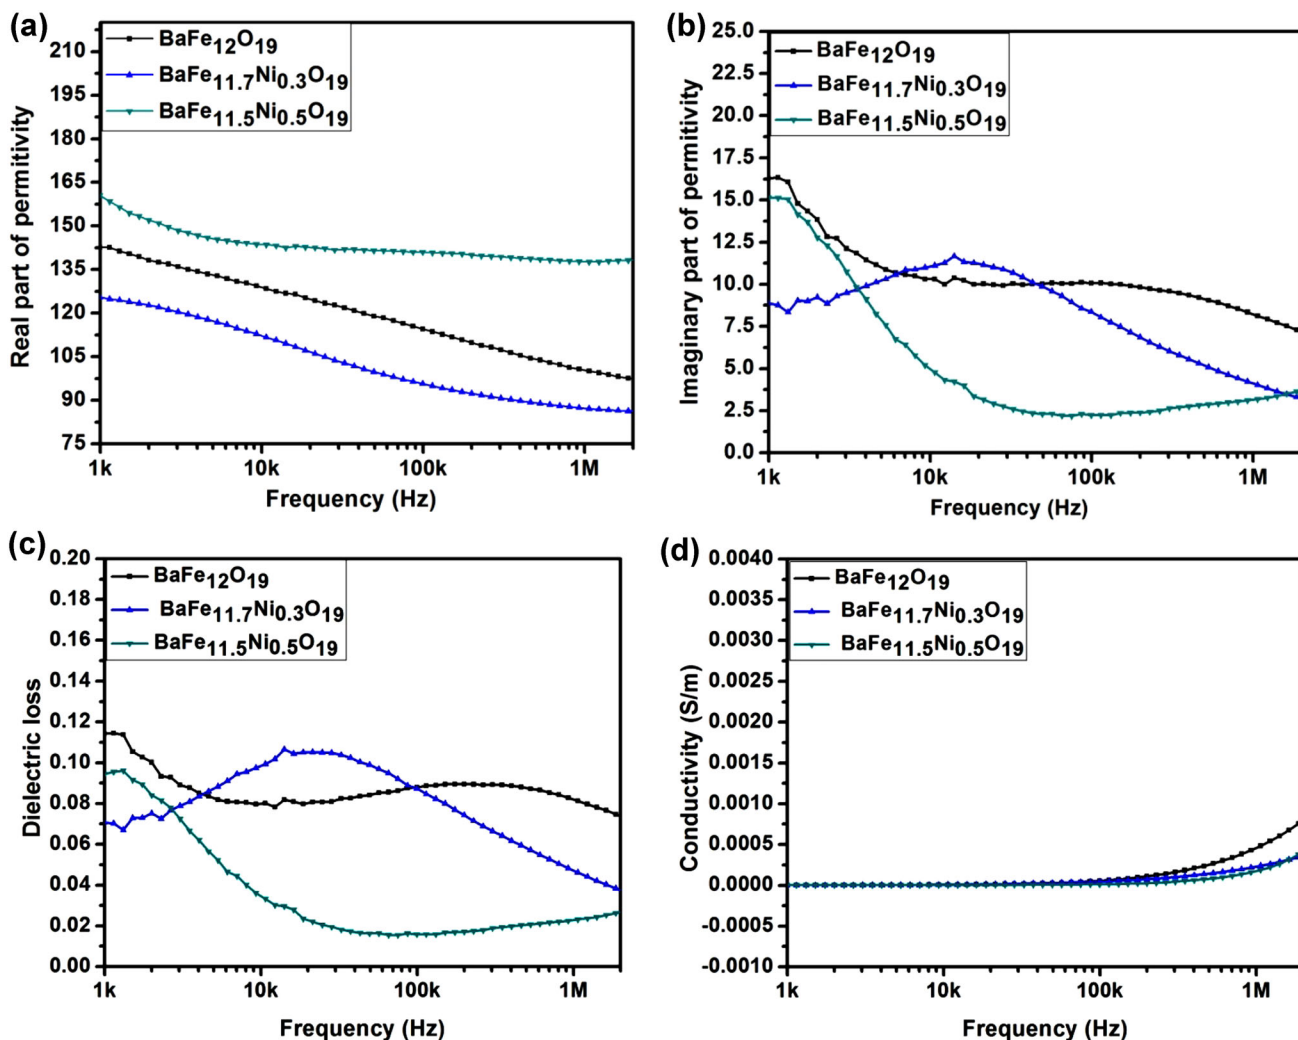 (a)
BaFe12O19
BaFe11.7Ni0.3O19
BaFe11.5Ni0.5O19
Real part of permitivity
210
195
180
165
150
135
120
105
90
75
1k
10k
100k
1M
Frequency (Hz)
(b)
BaFe12O19
BaFe11.7Ni0.3O19
BaFe11.5Ni0.5O19
Imaginary part of permitivity
25.0
22.5
20.0
17.5
15.0
12.5
10.0
7.5
5.0
2.5
0.0
1k
10k
100k
1M
Frequency (Hz)
(c)
BaFe12O19
BaFe11.7Ni0.3O19
BaFe11.5Ni0.5O19
Dielectric loss
0.20
0.18
0.16
0.14
0.12
0.10
0.08
0.06
0.04
0.02
0.00
1k
10k
100k
1M
Frequency (Hz)
(d)
BaFe12O19
BaFe11.7Ni0.3O19
BaFe11.5Ni0.5O19
Conductivity (S/m)
0.0040
0.0035
0.0030
0.0025
0.0020
0.0015
0.0010
0.0005
0.0000
-0.0005
-0.0010
1k
10k
100k
1M
Frequency (Hz)